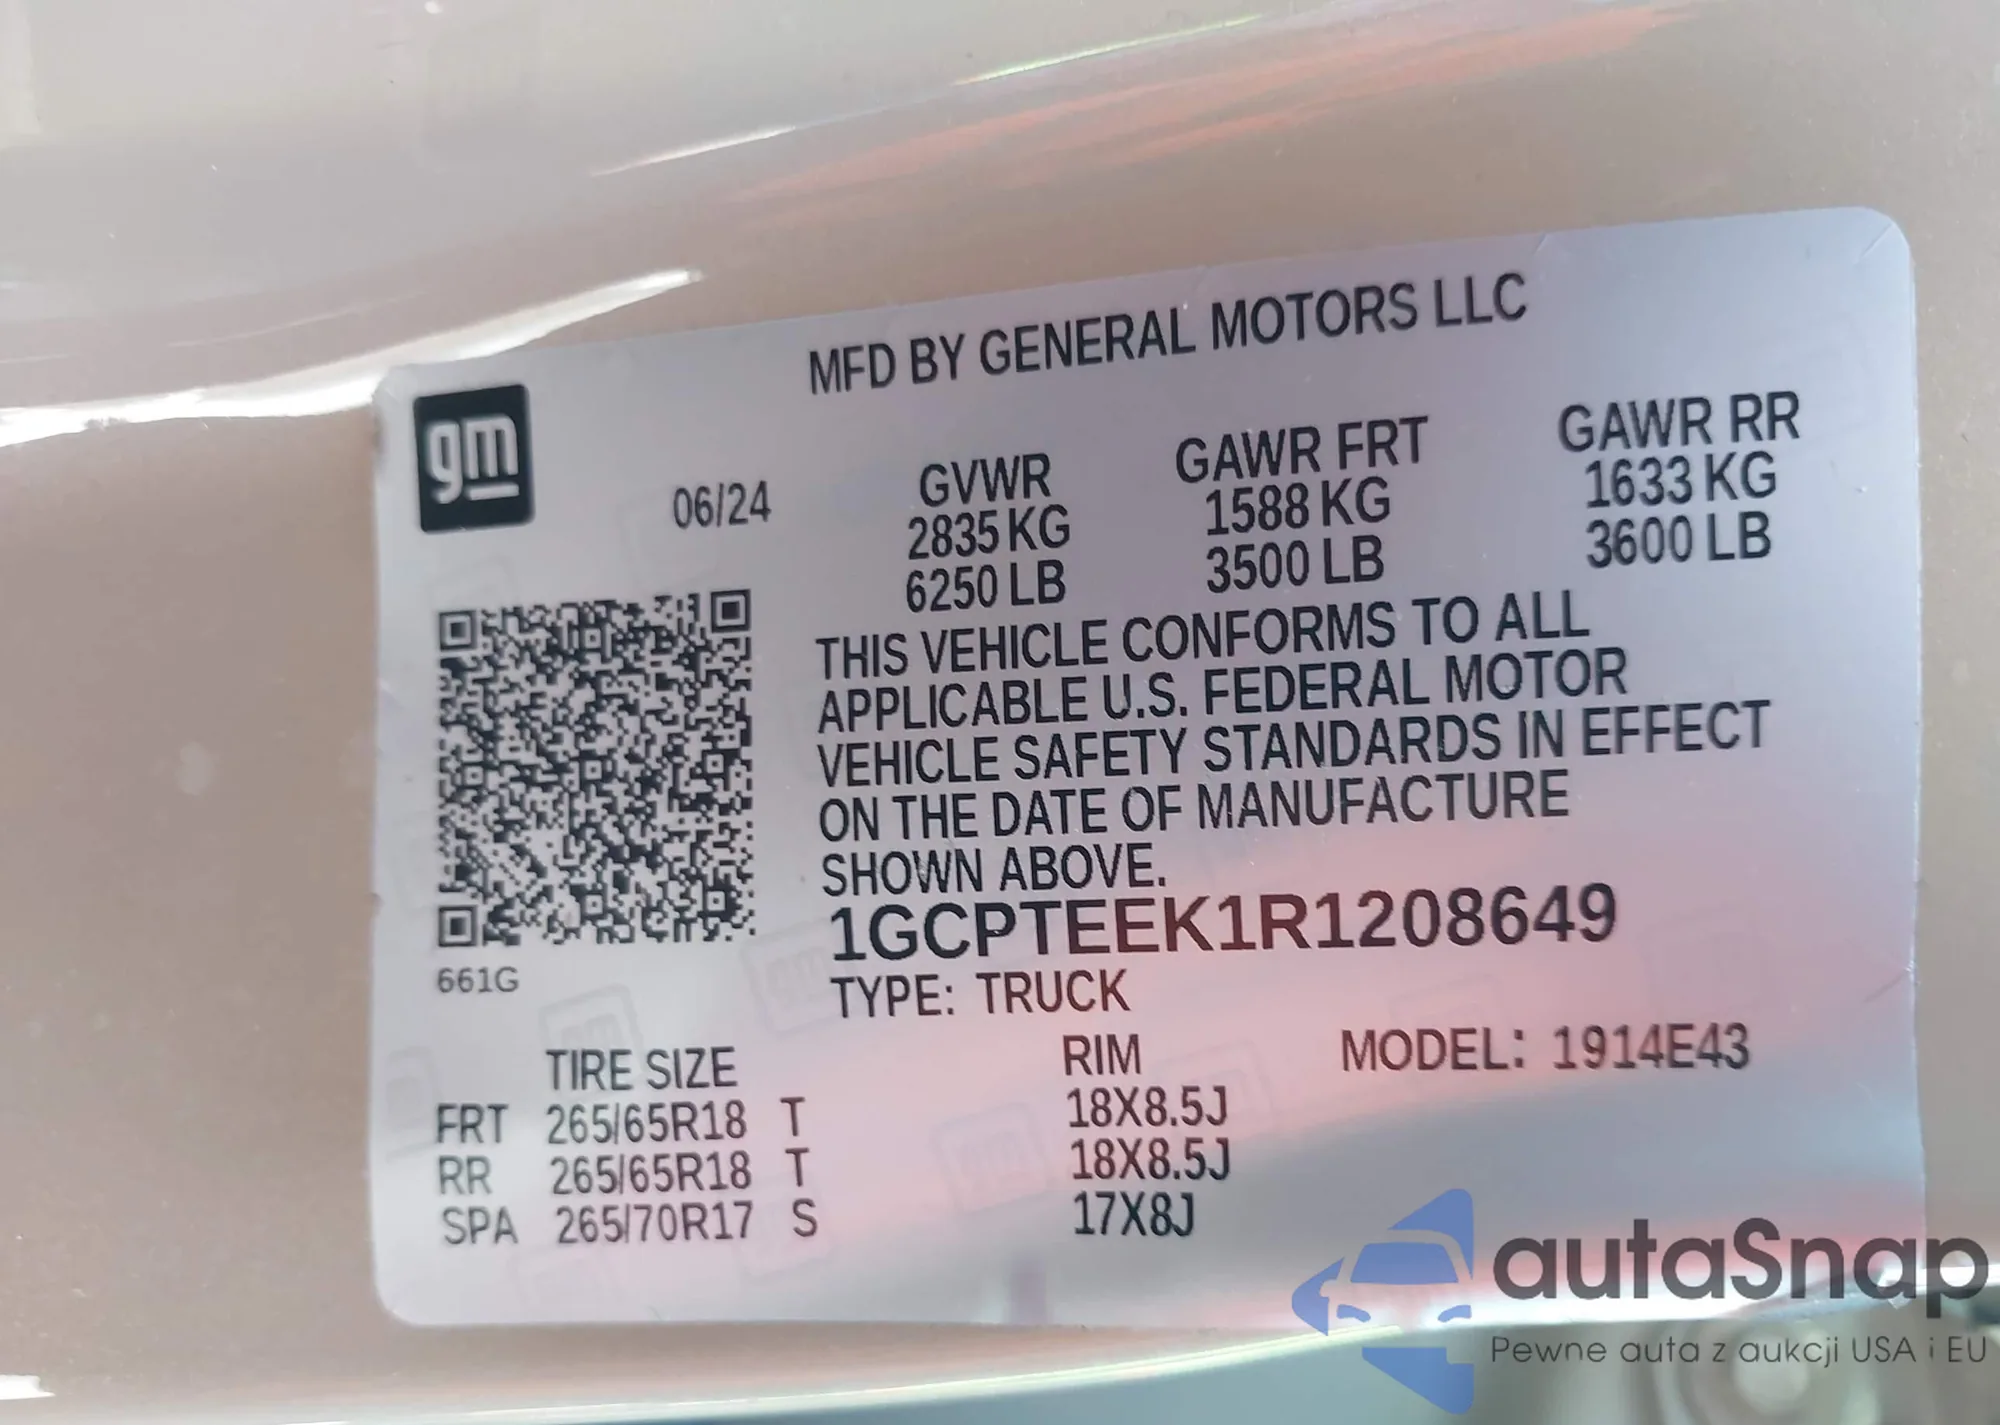 MFD BY GENERAL MOTORS LLC
gm
06/24
GVWR
2835 KG
6250 LB
GAWR FRT
1588 KG
3500 LB
GAWR RR
1633 KG
3600 LB
THIS VEHICLE CONFORMS TO ALL
APPLICABLE U.S. FEDERAL MOTOR
VEHICLE SAFETY STANDARDS IN EFFECT
ON THE DATE OF MANUFACTURE
SHOWN ABOVE.
1GCPTEEK1R1208649
TYPE: TRUCK
661G
TIRE SIZE RIM MODEL: 1914E43
FRT 265/65R18 T 18X8.5J
RR 265/65R18 T 18X8.5J
SPA 265/70R17 S 17X8J
autaSnap
Pewne auta z aukcji USA i EU